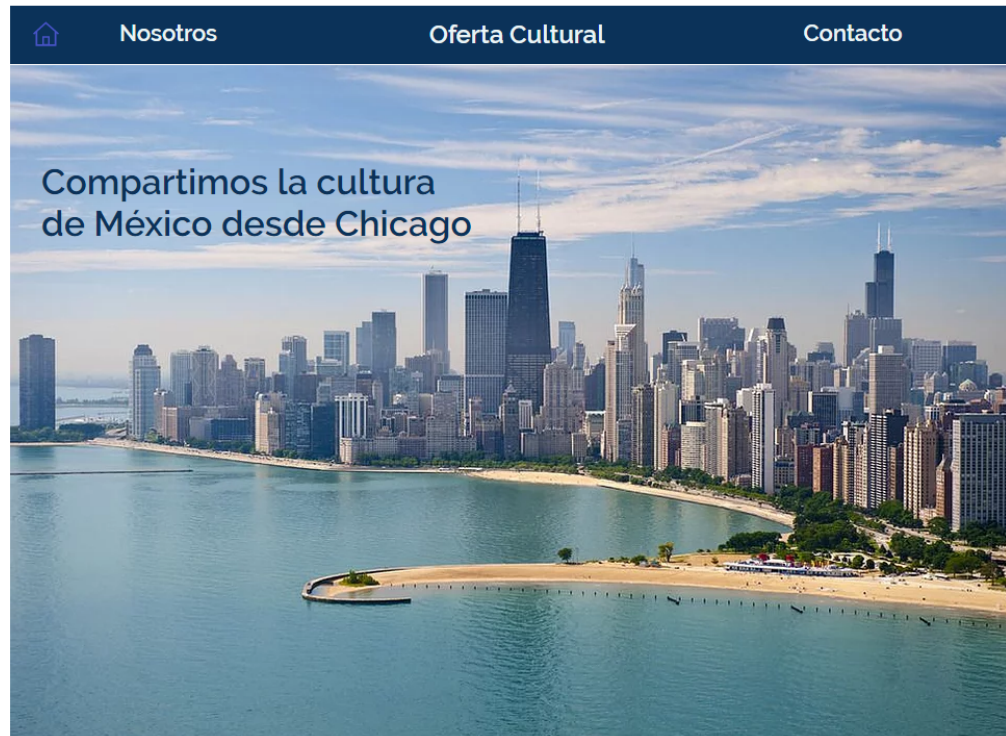 Nosotros
Oferta Cultural
Contacto
Compartimos la cultura
de México desde Chicago